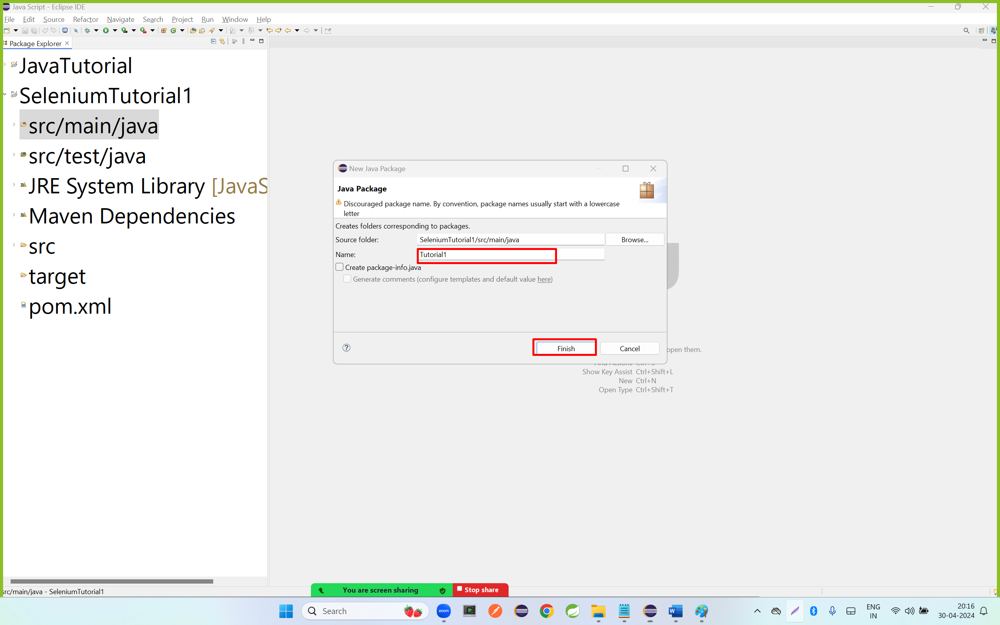 Java Script - Eclipse IDE
File Edit Source Refactor Navigate Search Project Run Window Help
Package Explorer
JavaTutorial
SeleniumTutorial1
src/main/java
src/test/java
JRE System Library [JavaS
Maven Dependencies
src
target
pom.xml
New Java Package
Java Package
Discouraged package name. By convention, package names usually start with a lowercase
letter
Creates folders corresponding to packages.
Source folder: SeleniumTutorial1/src/main/java Browse...
Name: Tutorial1
Create package-info.java
Generate comments (configure templates and default value here)
Finish Cancel
open them.
Show Key Assist Ctrl+Shift+L
New Ctrl+N
Open Type Ctrl+Shift+T
src/main/java - SeleniumTutorial1
You are screen sharing Stop share
Search
zoom
ENG
IN
20:16
30-04-2024